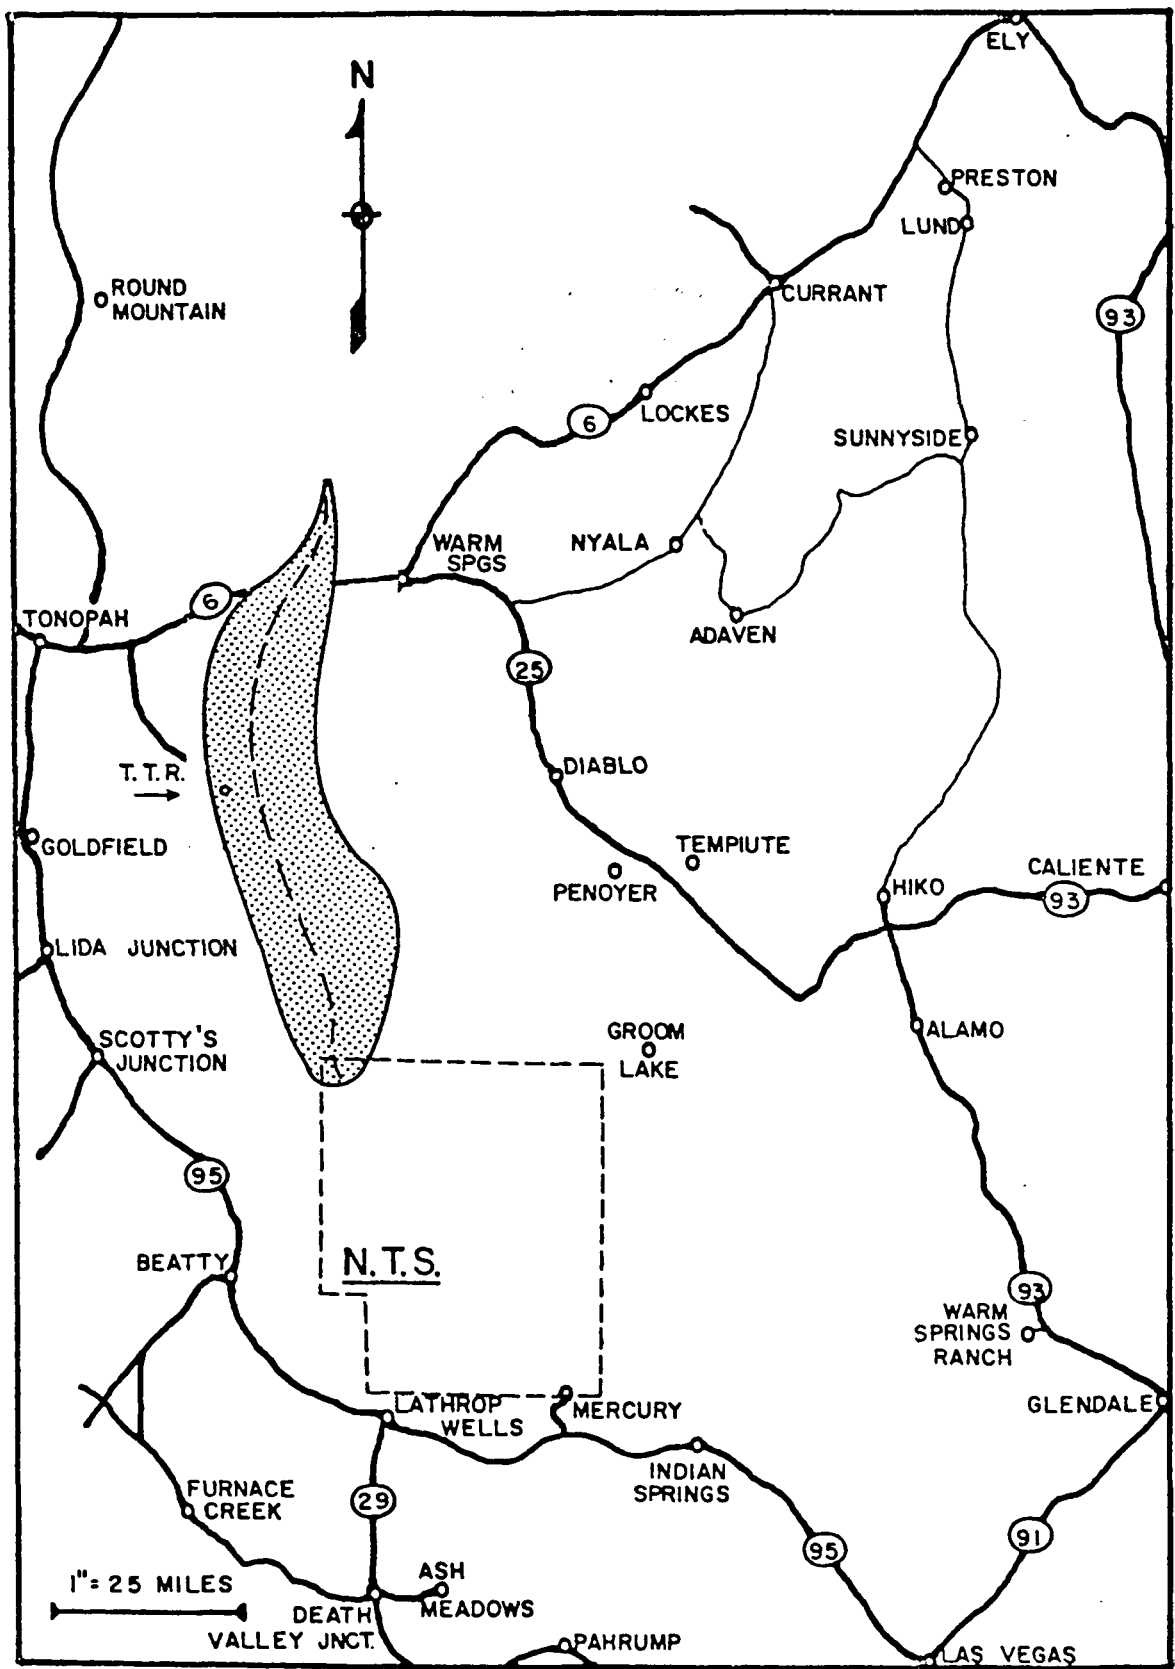 ELY
N
PRESTON
LUND
ROUND
MOUNTAIN
CURRANT
93
6
LOCKES
SUNNYSIDE
WARM
SPGS
NYALA
6
TONOPAH
ADAVEN
25
DIABLO
T.T.R.
GOLDFIELD
TEMPIUTE
PENOYER
HIKO
CALIENTE
93
LIDA JUNCTION
SCOTTY'S
JUNCTION
GROOM
LAKE
ALAMO
95
BEATTY
N.T.S.
93
WARM
SPRINGS
RANCH
LATHROP
WELLS
MERCURY
GLENDALE
INDIAN
SPRINGS
FURNACE
CREEK
29
95
91
1"= 25 MILES
ASH
MEADOWS
DEATH
VALLEY JNCT.
PAHRUMP
LAS VEGAS